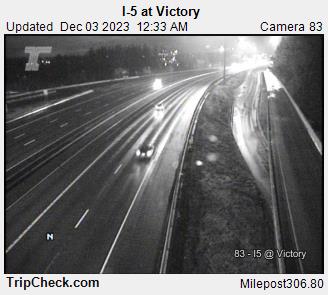 I-5 at Victory
Updated Dec 03 2023 12:33 AM Camera 83
T
N
83 - I5 @ Victory
TripCheck.com Milepost306.80